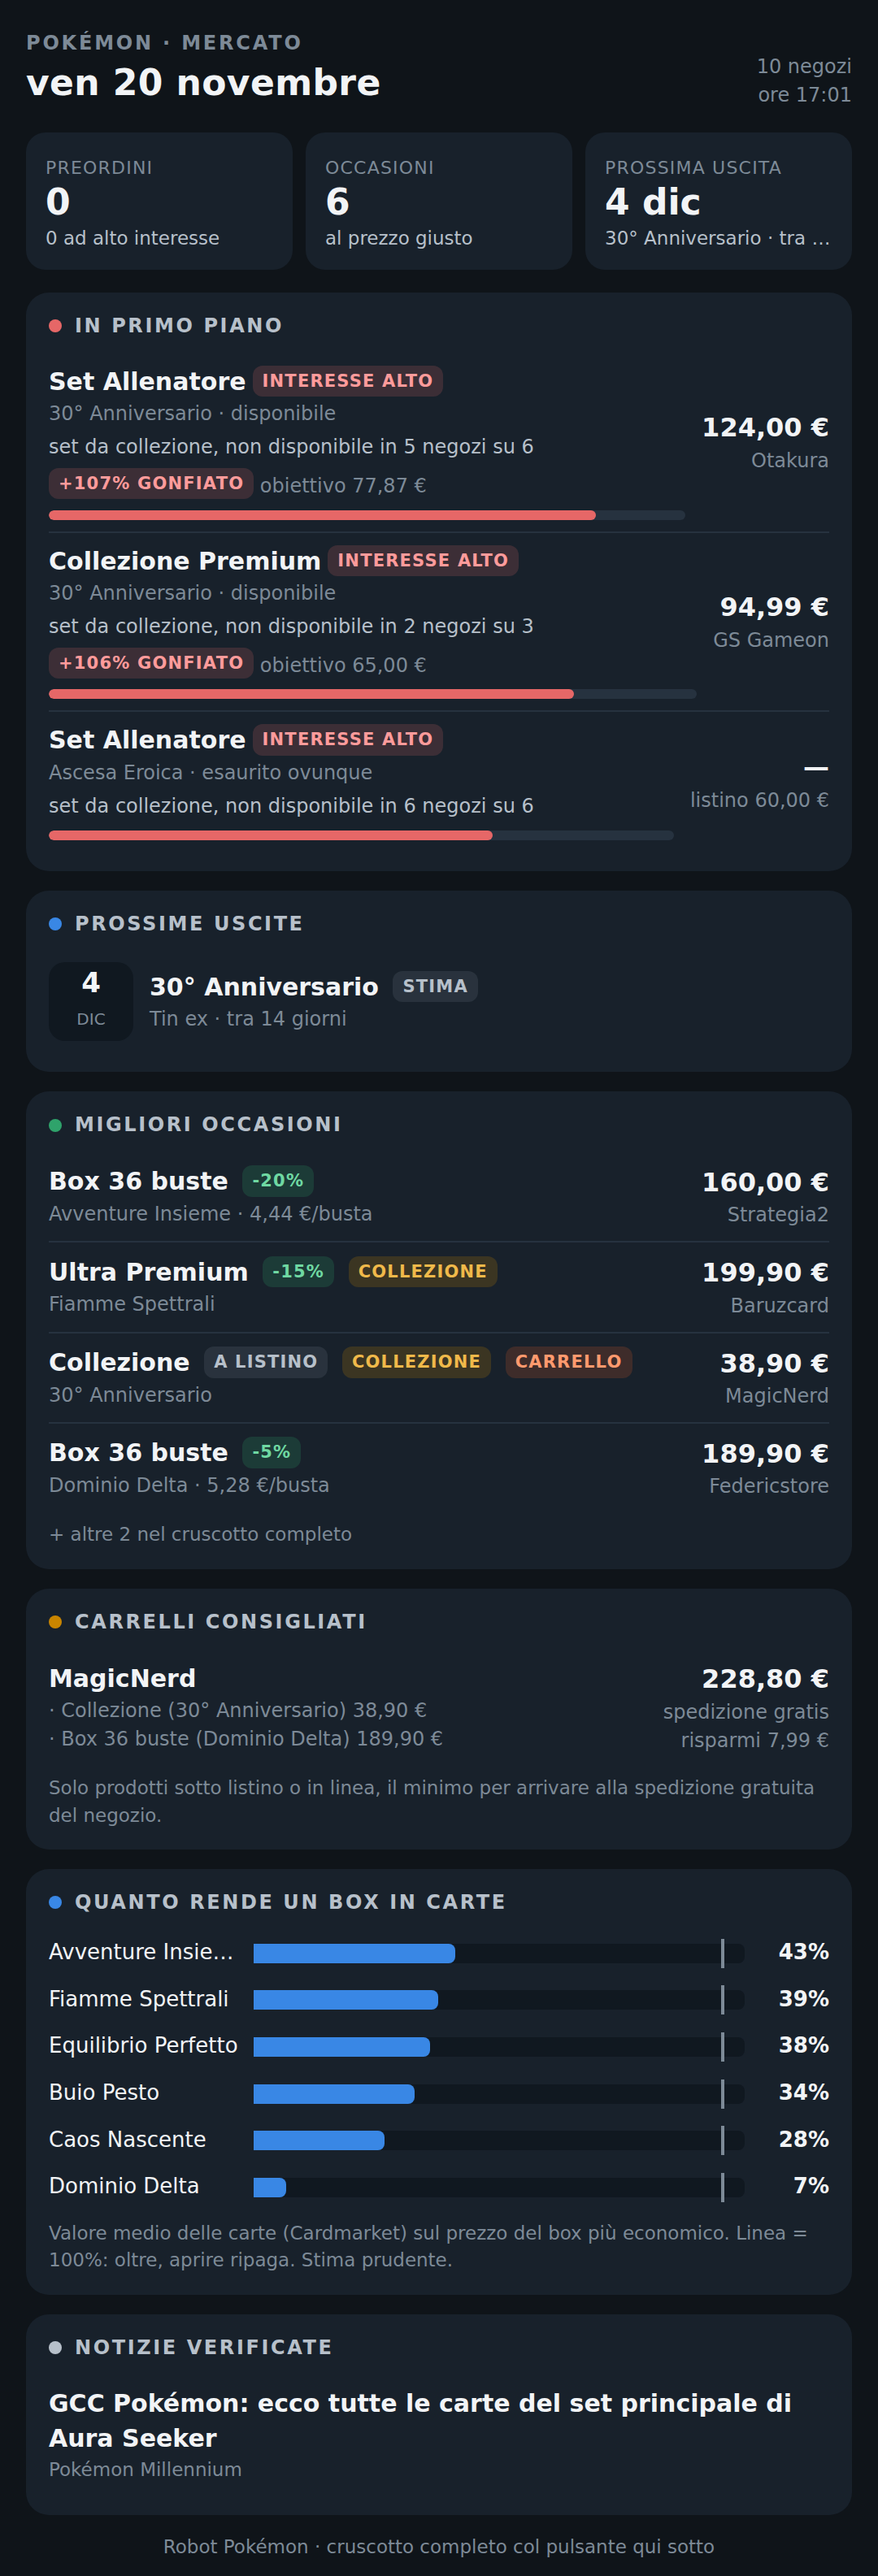 POKÉMON · MERCATO
ven 20 novembre
10 negozi
ore 17:01
PREORDINI
0
0 ad alto interesse
OCCASIONI
6
al prezzo giusto
PROSSIMA USCITA
4 dic
30° Anniversario · tra …
IN PRIMO PIANO
Set Allenatore INTERESSE ALTO
30° Anniversario · disponibile
set da collezione, non disponibile in 5 negozi su 6
+107% GONFIATO obiettivo 77,87 €
124,00 €
Otakura
Collezione Premium INTERESSE ALTO
30° Anniversario · disponibile
set da collezione, non disponibile in 2 negozi su 3
+106% GONFIATO obiettivo 65,00 €
94,99 €
GS Gameon
Set Allenatore INTERESSE ALTO
Ascesa Eroica · esaurito ovunque
set da collezione, non disponibile in 6 negozi su 6
—
listino 60,00 €
PROSSIME USCITE
4
DIC
30° Anniversario STIMA
Tin ex · tra 14 giorni
MIGLIORI OCCASIONI
Box 36 buste -20%
Avventure Insieme · 4,44 €/busta
160,00 €
Strategia2
Ultra Premium -15% COLLEZIONE
Fiamme Spettrali
199,90 €
Baruzcard
Collezione A LISTINO COLLEZIONE CARRELLO
30° Anniversario
38,90 €
MagicNerd
Box 36 buste -5%
Dominio Delta · 5,28 €/busta
189,90 €
Federicstore
+ altre 2 nel cruscotto completo
CARRELLI CONSIGLIATI
MagicNerd
· Collezione (30° Anniversario) 38,90 €
· Box 36 buste (Dominio Delta) 189,90 €
228,80 €
spedizione gratis
risparmi 7,99 €
Solo prodotti sotto listino o in linea, il minimo per arrivare alla spedizione gratuita
del negozio.
QUANTO RENDE UN BOX IN CARTE
Avventure Insie… 43%
Fiamme Spettrali 39%
Equilibrio Perfetto 38%
Buio Pesto 34%
Caos Nascente 28%
Dominio Delta 7%
Valore medio delle carte (Cardmarket) sul prezzo del box più economico. Linea =
100%: oltre, aprire ripaga. Stima prudente.
NOTIZIE VERIFICATE
GCC Pokémon: ecco tutte le carte del set principale di
Aura Seeker
Pokémon Millennium
Robot Pokémon · cruscotto completo col pulsante qui sotto